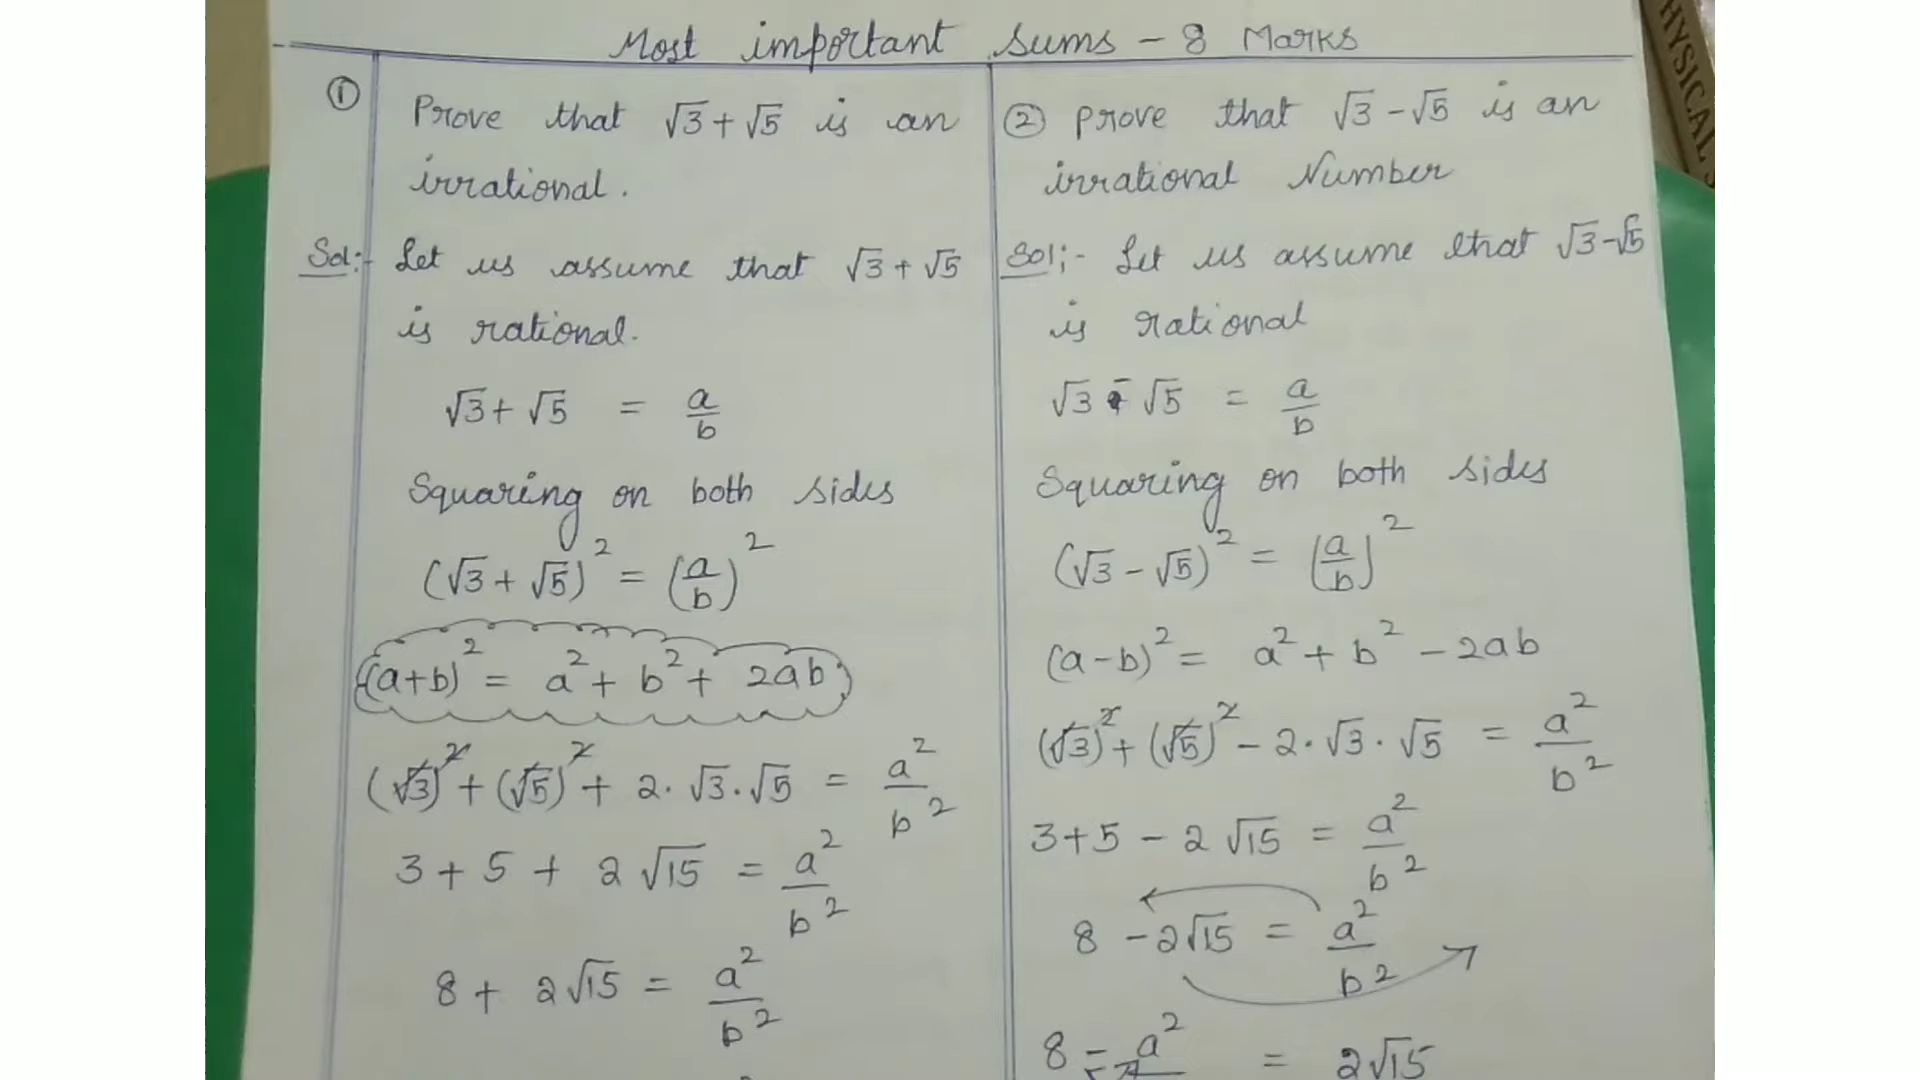 Most important sums - 8 Marks
① Prove that √3 + √5 is an
irrational.
Sol:- Let us assume that √3 + √5
is rational.
√3 + √5 = a/b
Squaring on both sides
(√3 + √5)² = (a/b)²
(a+b)² = a² + b² + 2ab
(√3)² + (√5)² + 2·√3·√5 = a²/b²
3 + 5 + 2√15 = a²/b²
8 + 2√15 = a²/b²
② prove that √3 - √5 is an
irrational Number
Sol:- Let us assume that √3-√5
is rational
√3 - √5 = a/b
Squaring on both sides
(√3 - √5)² = (a/b)²
(a-b)² = a² + b² - 2ab
(√3)² + (√5)² - 2·√3·√5 = a²/b²
3+5 - 2√15 = a²/b²
8 - 2√15 = a²/b²
8 - a² = 2√15
HYSICAL S